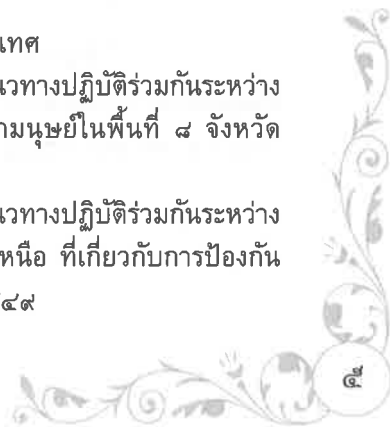 เทศ
นวทางปฏิบัติร่วมกันระหว่าง
ามนุษย์ในพื้นที่ ๘ จังหวัด
นวทางปฏิบัติร่วมกันระหว่าง
หนือ ที่เกี่ยวกับการป้องกัน
๔๙
๕